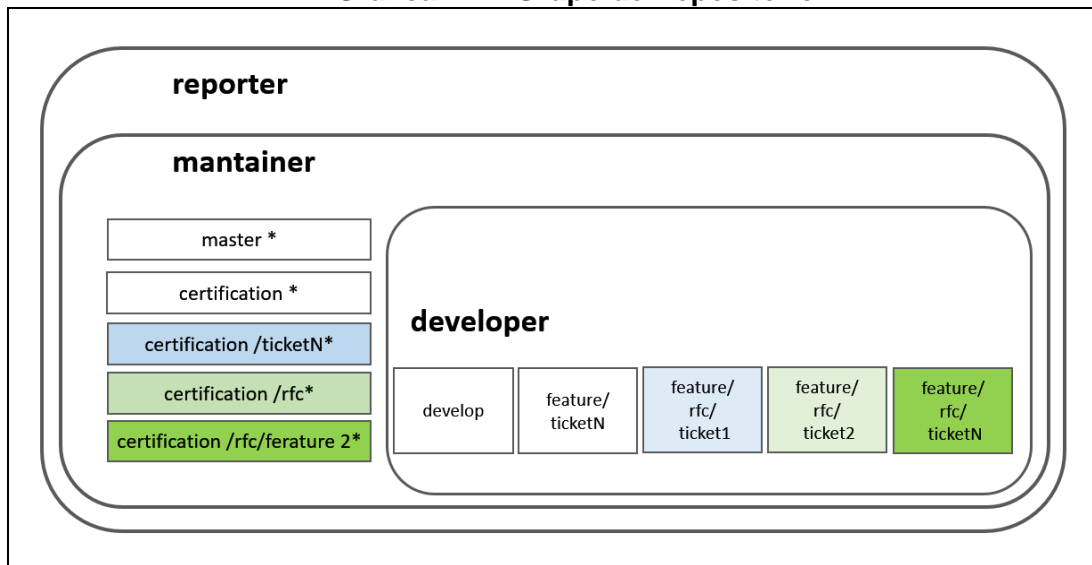 reporter
mantainer
master *
certification *
certification /ticketN*
certification /rfc*
certification /rfc/ferature 2*
developer
develop
feature/
ticketN
feature/
rfc/
ticket1
feature/
rfc/
ticket2
feature/
rfc/
ticketN